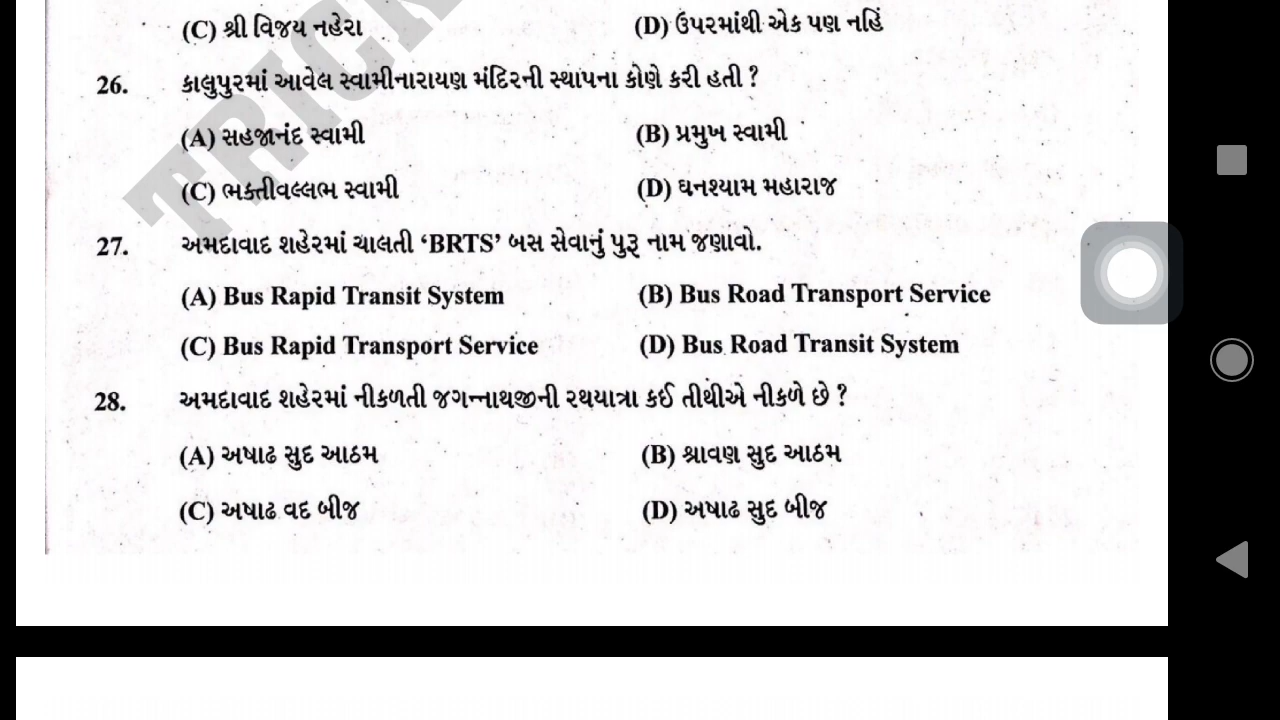 (C) શ્રી વિજય નહેરા (D) ઉપરમાંથી એક પણ નહિં
26. કાલુપુરમાં આવેલ સ્વામીનારાયણ મંદિરની સ્થાપના કોણે કરી હતી ?
(A) સહજાનંદ સ્વામી (B) પ્રમુખ સ્વામી
(C) ભક્તીવલ્લભ સ્વામી (D) ઘનશ્યામ મહારાજ
27. અમદાવાદ શહેરમાં ચાલતી ‘BRTS’ બસ સેવાનું પુરૂ નામ જણાવો.
(A) Bus Rapid Transit System (B) Bus Road Transport Service
(C) Bus Rapid Transport Service (D) Bus Road Transit System
28. અમદાવાદ શહેરમાં નીકળતી જગન્નાથજીની રથયાત્રા કઈ તીથીએ નીકળે છે ?
(A) અષાઢ સુદ આઠમ (B) શ્રાવણ સુદ આઠમ
(C) અષાઢ વદ બીજ (D) અષાઢ સુદ બીજ
TRICK